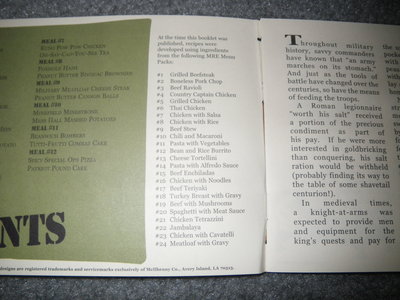 MEAL #7
KUNG POW POW CHICKEN
MEAL #8
TORNADO HASH
PEANUT BUTTER BIVOUAC BROWNIES
MEAL #9
MILITARY MEATLOAF CHEESE STEAK
PEANUT BUTTER CANNON BALLS
MEAL #10
MINEFIELD MINESTRONE
MESS HALL MASHED POTATOES
MEAL #11
BRANDOUS BOMBERS
TUTTI-FRUTTI COMBAT CAKE
MEAL #12
SPICY SPECIAL OPS PIZZA
PATRIOT POUND CAKE
NTS
At the time this booklet was
published, recipes were
developed using ingredients
from the following MRE Menu
Packs:
#1 Grilled Beefsteak
#2 Boneless Pork Chop
#3 Beef Ravioli
#4 Country Captain Chicken
#5 Grilled Chicken
#6 Thai Chicken
#7 Chicken with Salsa
#8 Chicken with Rice
#9 Beef Stew
#10 Chili and Macaroni
#11 Pasta with Vegetables
#12 Bean and Rice Burrito
#13 Cheese Tortellini
#14 Pasta with Alfredo Sauce
#15 Beef Enchiladas
#16 Chicken with Noodles
#17 Beef Teriyaki
#18 Turkey Breast with Gravy
#19 Beef with Mushrooms
#20 Spaghetti with Meat Sauce
#21 Chicken Tetrazzini
#22 Jambalaya
#23 Chicken with Cavatelli
#24 Meatloaf with Gravy
designs are registered trademarks and servicemarks exclusively of McIlhenny Co., Avery Island, LA 70513.
Throughout military
history, savvy commanders
have known that "an army
marches on its stomach."
And just as the tools of
battle have changed over the
centuries, so have the means
of feeding the troops.
A Roman legionnaire
"worth his salt" received
a portion of the precious
condiment as part of
his pay. If he were more
interested in goldbricking
than conquering, his salt
ration would be withheld
(probably finding its way to
the table of some shavetail
centurion!).
In medieval times,
a knight-at-arms was
expected to provide men
and equipment for the
king's quests and pay for